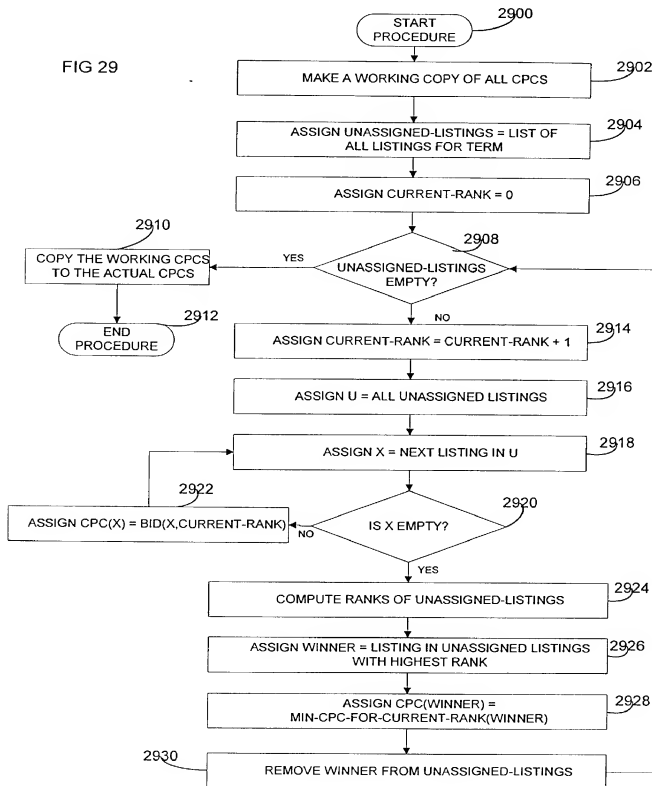 FIG 29
START
PROCEDURE
2900
MAKE A WORKING COPY OF ALL CPCS
2902
ASSIGN UNASSIGNED-LISTINGS = LIST OF
ALL LISTINGS FOR TERM
2904
ASSIGN CURRENT-RANK = 0
2906
2908
UNASSIGNED-LISTINGS
EMPTY?
YES
2910
COPY THE WORKING CPCS
TO THE ACTUAL CPCS
2912
END
PROCEDURE
NO
ASSIGN CURRENT-RANK = CURRENT-RANK + 1
2914
ASSIGN U = ALL UNASSIGNED LISTINGS
2916
ASSIGN X = NEXT LISTING IN U
2918
2920
IS X EMPTY?
NO
2922
ASSIGN CPC(X) = BID(X,CURRENT-RANK)
YES
COMPUTE RANKS OF UNASSIGNED-LISTINGS
2924
ASSIGN WINNER = LISTING IN UNASSIGNED LISTINGS
WITH HIGHEST RANK
2926
ASSIGN CPC(WINNER) =
MIN-CPC-FOR-CURRENT-RANK(WINNER)
2928
2930
REMOVE WINNER FROM UNASSIGNED-LISTINGS